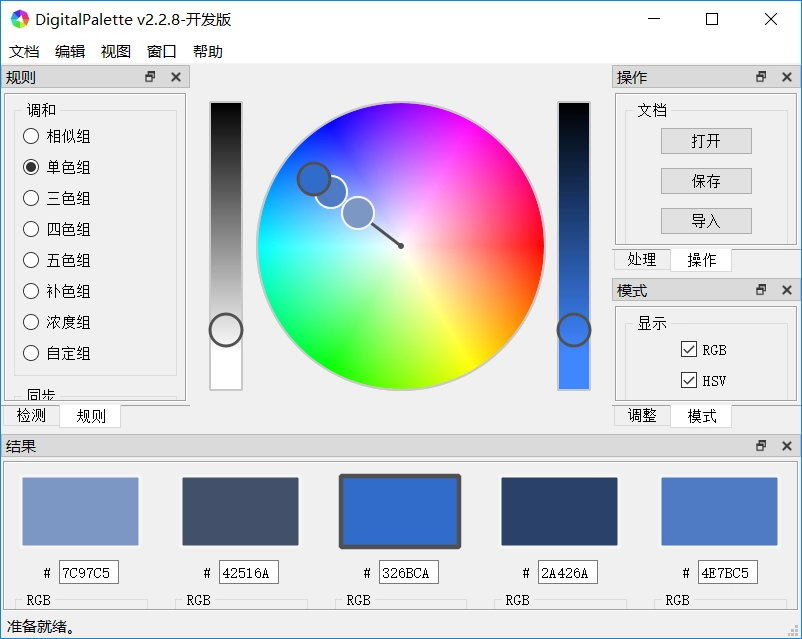 DigitalPalette v2.2.8-开发版
文档 编辑 视图 窗口 帮助
规则
调和
相似组
单色组
三色组
四色组
五色组
补色组
浓度组
自定组
同步
检测 规则
操作
文档
打开
保存
导入
处理 操作
模式
显示
RGB
HSV
调整 模式
结果
# 7C97C5 # 42516A # 326BCA # 2A426A # 4E7BC5
RGB RGB RGB RGB RGB
准备就绪。